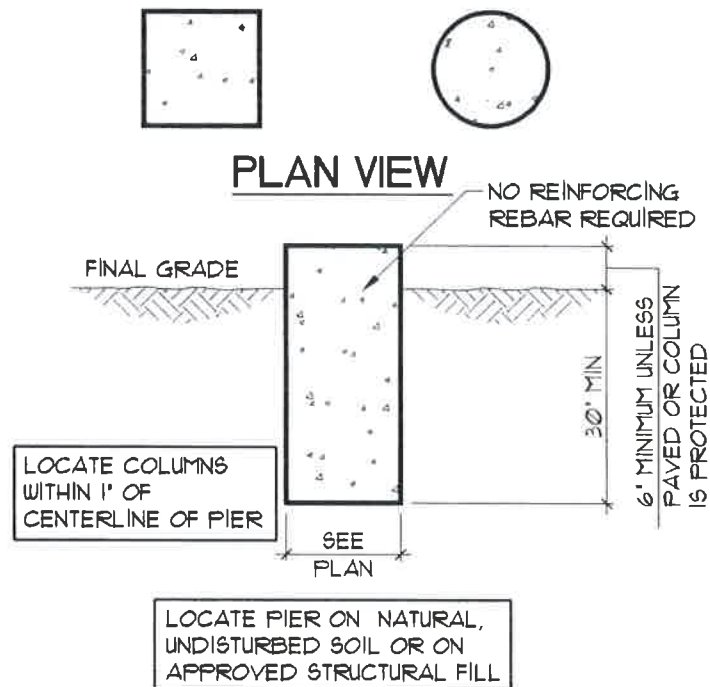 PLAN VIEW
NO REINFORCING
REBAR REQUIRED
FINAL GRADE
30" MIN
6" MINIMUM UNLESS
PAVED OR COLUMN
IS PROTECTED
LOCATE COLUMNS
WITHIN 1" OF
CENTERLINE OF PIER
SEE
PLAN
LOCATE PIER ON NATURAL,
UNDISTURBED SOIL OR ON
APPROVED STRUCTURAL FILL